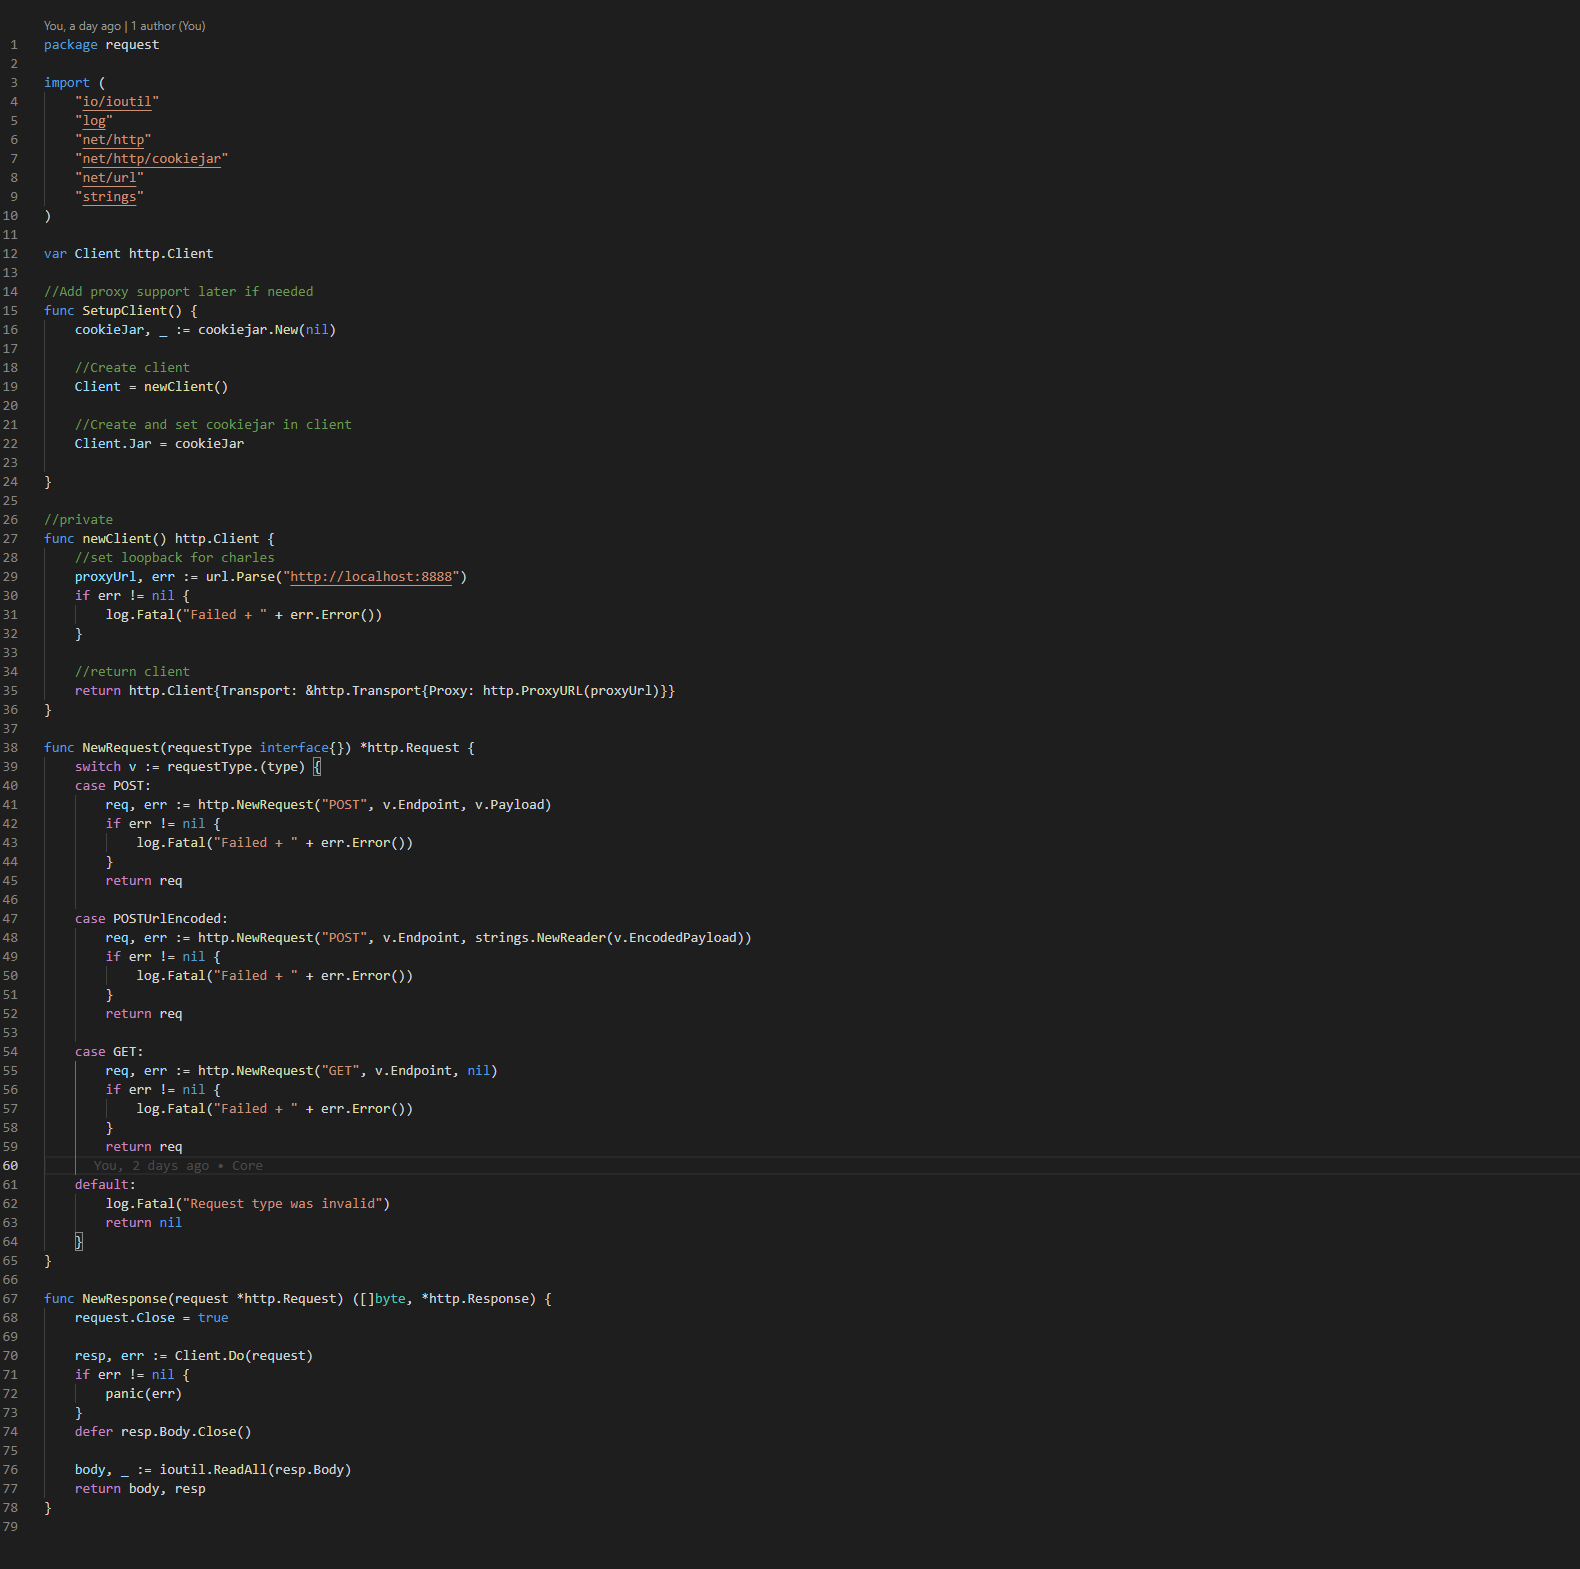 You, a day ago | 1 author (You)
1 package request
2
3 import (
4 "io/ioutil"
5 "log"
6 "net/http"
7 "net/http/cookiejar"
8 "net/url"
9 "strings"
10 )
11
12 var Client http.Client
13
14 //Add proxy support later if needed
15 func SetupClient() {
16 cookieJar, _ := cookiejar.New(nil)
17
18 //Create client
19 Client = newClient()
20
21 //Create and set cookiejar in client
22 Client.Jar = cookieJar
23
24 }
25
26 //private
27 func newClient() http.Client {
28 //set loopback for charles
29 proxyUrl, err := url.Parse("http://localhost:8888")
30 if err != nil {
31 log.Fatal("Failed + " + err.Error())
32 }
33
34 //return client
35 return http.Client{Transport: &http.Transport{Proxy: http.ProxyURL(proxyUrl)}}
36 }
37
38 func NewRequest(requestType interface{}) *http.Request {
39 switch v := requestType.(type) {
40 case POST:
41 req, err := http.NewRequest("POST", v.Endpoint, v.Payload)
42 if err != nil {
43 log.Fatal("Failed + " + err.Error())
44 }
45 return req
46
47 case POSTUrlEncoded:
48 req, err := http.NewRequest("POST", v.Endpoint, strings.NewReader(v.EncodedPayload))
49 if err != nil {
50 log.Fatal("Failed + " + err.Error())
51 }
52 return req
53
54 case GET:
55 req, err := http.NewRequest("GET", v.Endpoint, nil)
56 if err != nil {
57 log.Fatal("Failed + " + err.Error())
58 }
59 return req
60 You, 2 days ago • Core
61 default:
62 log.Fatal("Request type was invalid")
63 return nil
64 }
65 }
66
67 func NewResponse(request *http.Request) ([]byte, *http.Response) {
68 request.Close = true
69
70 resp, err := Client.Do(request)
71 if err != nil {
72 panic(err)
73 }
74 defer resp.Body.Close()
75
76 body, _ := ioutil.ReadAll(resp.Body)
77 return body, resp
78 }
79